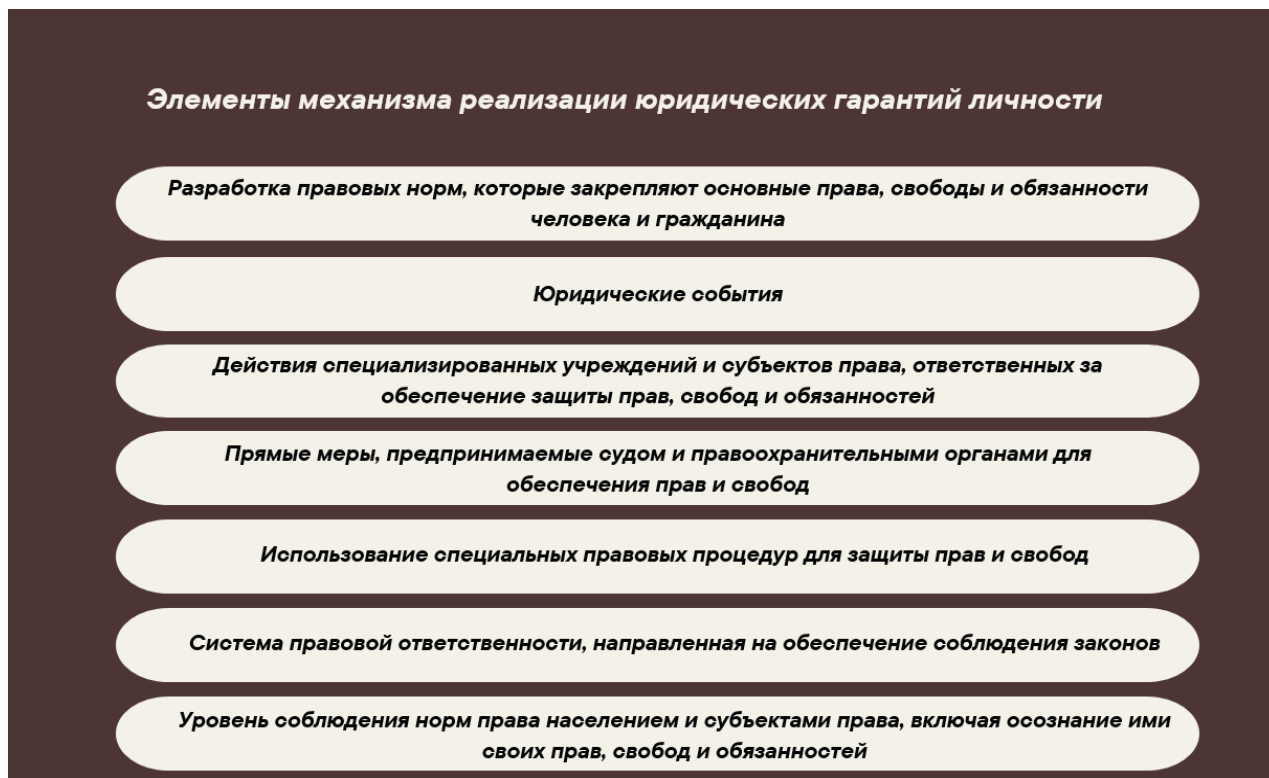 Элементы механизма реализации юридических гарантий личности
Разработка правовых норм, которые закрепляют основные права, свободы и обязанности
человека и гражданина
Юридические события
Действия специализированных учреждений и субъектов права, ответственных за
обеспечение защиты прав, свобод и обязанностей
Прямые меры, предпринимаемые судом и правоохранительными органами для
обеспечения прав и свобод
Использование специальных правовых процедур для защиты прав и свобод
Система правовой ответственности, направленная на обеспечение соблюдения законов
Уровень соблюдения норм права населением и субъектами права, включая осознание ими
своих прав, свобод и обязанностей